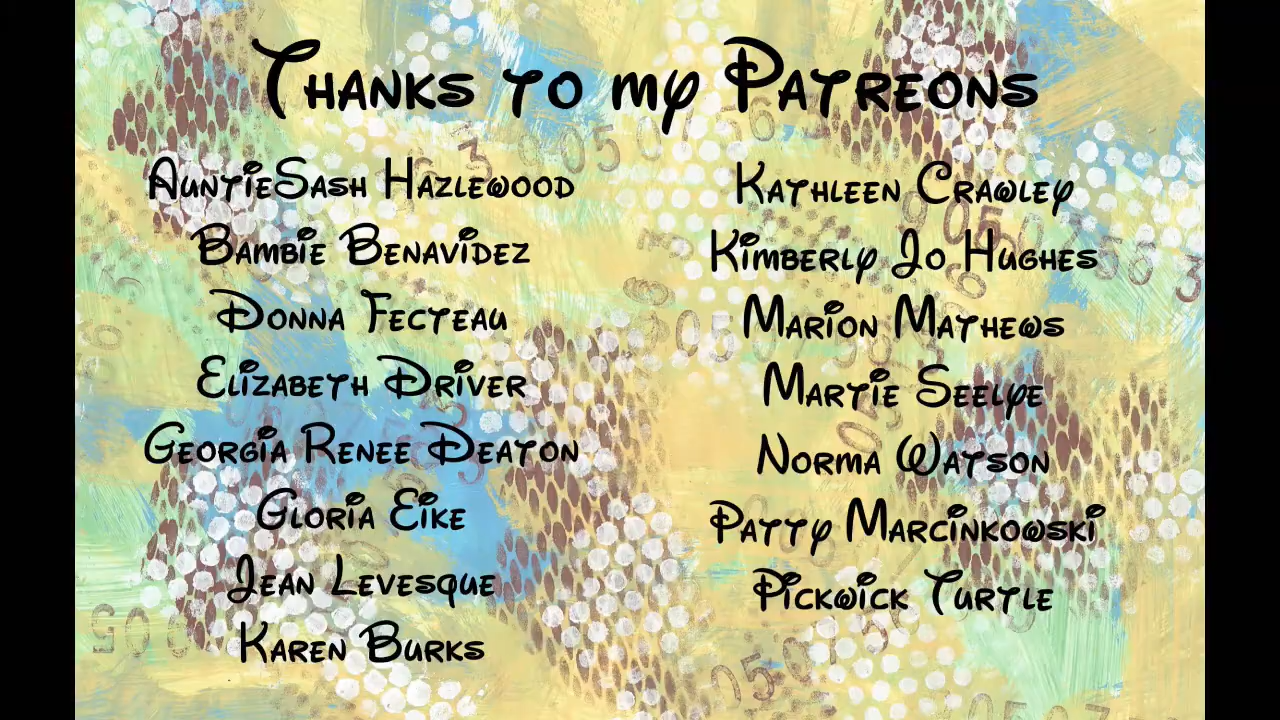 Thanks to my Patreons
AuntieSash Hazlewood
Bambie Benavidez
Donna Fecteau
Elizabeth Driver
Georgia Renee Deaton
Gloria Eike
Jean Levesque
Karen Burks
Kathleen Crawley
Kimberly Jo Hughes
Marion Mathews
Martie Seelye
Norma Watson
Patty Marcinkowski
Pickwick Turtle